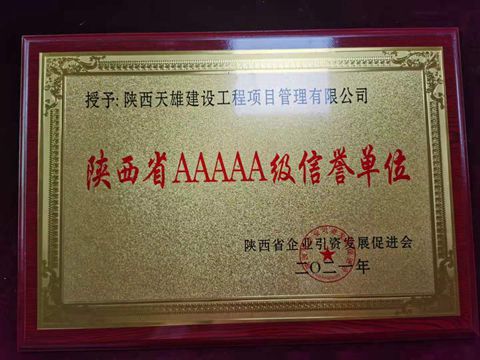 授予:陕西天雄建设工程项目管理有限公司
陕西省AAAAA级信誉单位
陕西省企业引资发展促进会
二〇二一年